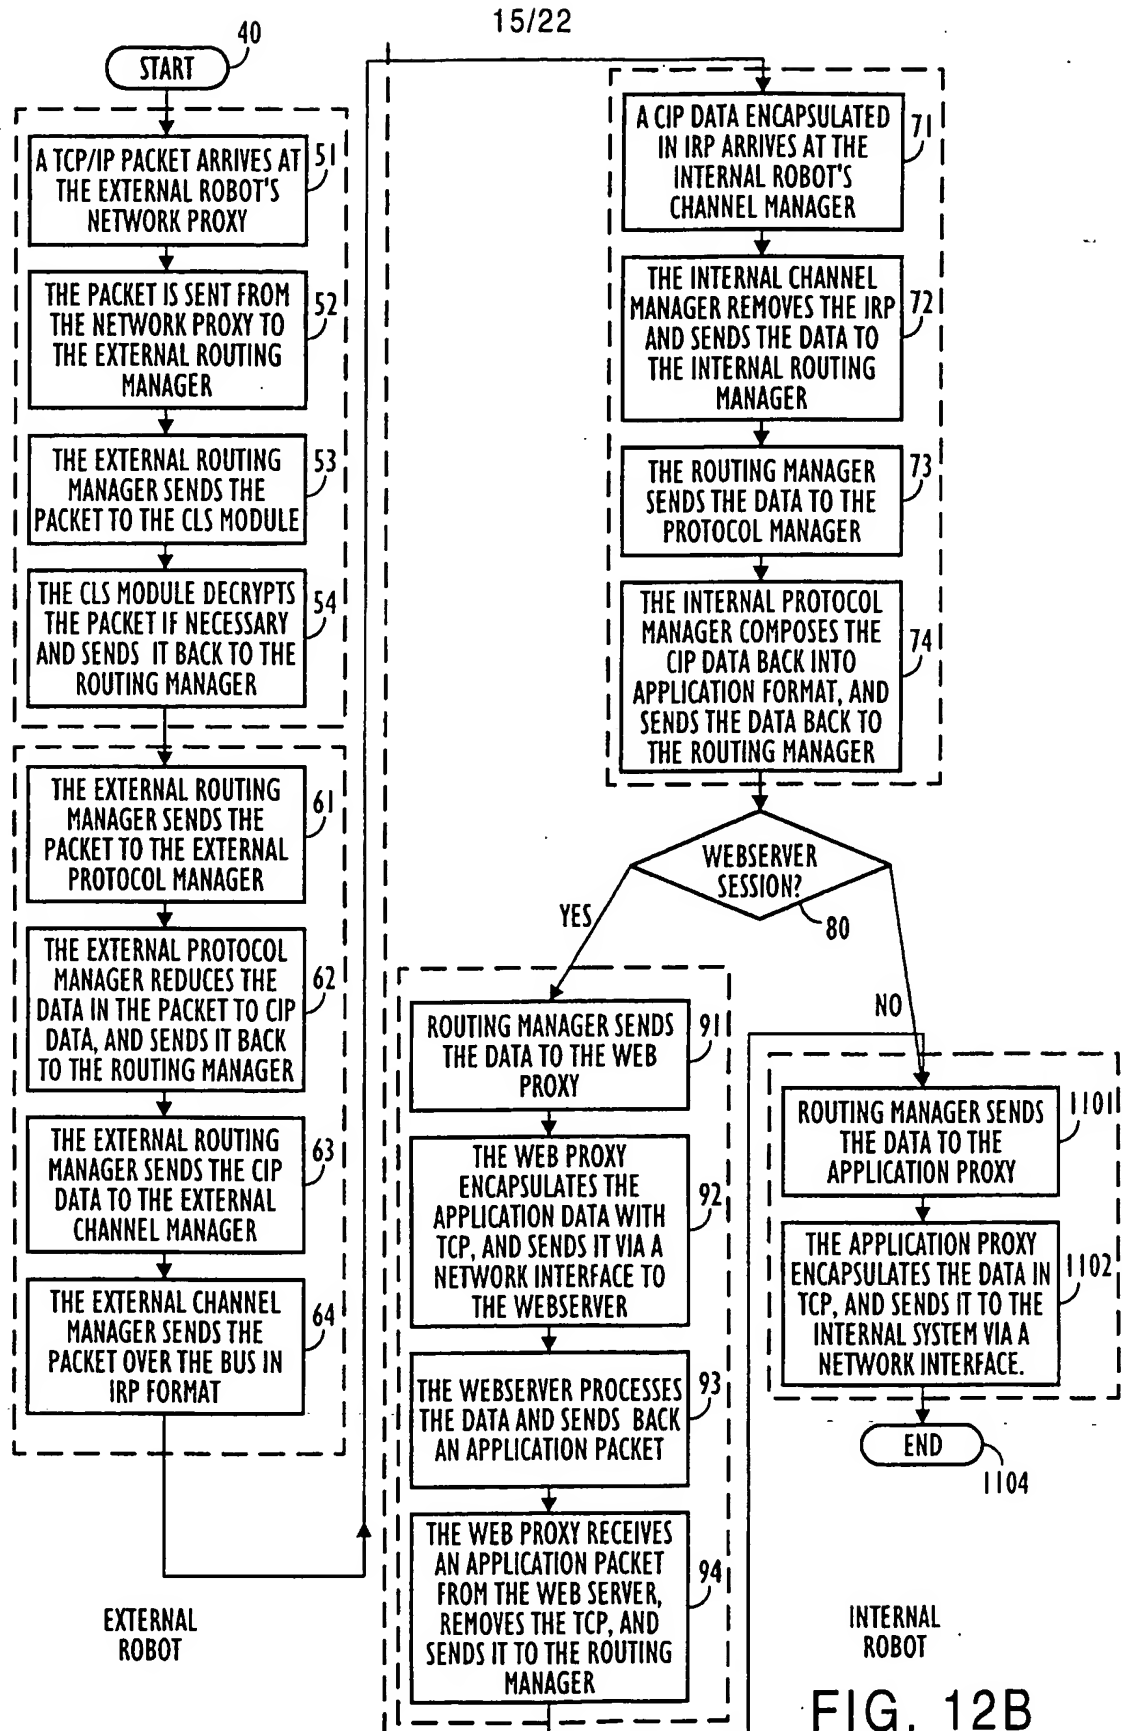 15/22
START
40
A TCP/IP PACKET ARRIVES AT
THE EXTERNAL ROBOT'S
NETWORK PROXY
51
THE PACKET IS SENT FROM
THE NETWORK PROXY TO
THE EXTERNAL ROUTING
MANAGER
52
THE EXTERNAL ROUTING
MANAGER SENDS THE
PACKET TO THE CLS MODULE
53
THE CLS MODULE DECRYPTS
THE PACKET IF NECESSARY
AND SENDS IT BACK TO THE
ROUTING MANAGER
54
THE EXTERNAL ROUTING
MANAGER SENDS THE
PACKET TO THE EXTERNAL
PROTOCOL MANAGER
61
THE EXTERNAL PROTOCOL
MANAGER REDUCES THE
DATA IN THE PACKET TO CIP
DATA, AND SENDS IT BACK
TO THE ROUTING MANAGER
62
THE EXTERNAL ROUTING
MANAGER SENDS THE CIP
DATA TO THE EXTERNAL
CHANNEL MANAGER
63
THE EXTERNAL CHANNEL
MANAGER SENDS THE
PACKET OVER THE BUS IN
IRP FORMAT
64
EXTERNAL
ROBOT
A CIP DATA ENCAPSULATED
IN IRP ARRIVES AT THE
INTERNAL ROBOT'S
CHANNEL MANAGER
71
THE INTERNAL CHANNEL
MANAGER REMOVES THE IRP
AND SENDS THE DATA TO
THE INTERNAL ROUTING
MANAGER
72
THE ROUTING MANAGER
SENDS THE DATA TO THE
PROTOCOL MANAGER
73
THE INTERNAL PROTOCOL
MANAGER COMPOSES THE
CIP DATA BACK INTO
APPLICATION FORMAT, AND
SENDS THE DATA BACK TO
THE ROUTING MANAGER
74
WEBSERVER
SESSION?
80
YES
NO
ROUTING MANAGER SENDS
THE DATA TO THE WEB
PROXY
91
THE WEB PROXY
ENCAPSULATES THE
APPLICATION DATA WITH
TCP, AND SENDS IT VIA A
NETWORK INTERFACE TO
THE WEBSERVER
92
THE WEBSERVER PROCESSES
THE DATA AND SENDS BACK
AN APPLICATION PACKET
93
THE WEB PROXY RECEIVES
AN APPLICATION PACKET
FROM THE WEB SERVER,
REMOVES THE TCP, AND
SENDS IT TO THE ROUTING
MANAGER
94
ROUTING MANAGER SENDS
THE DATA TO THE
APPLICATION PROXY
1101
THE APPLICATION PROXY
ENCAPSULATES THE DATA IN
TCP, AND SENDS IT TO THE
INTERNAL SYSTEM VIA A
NETWORK INTERFACE.
1102
END
1104
INTERNAL
ROBOT
FIG. 12B